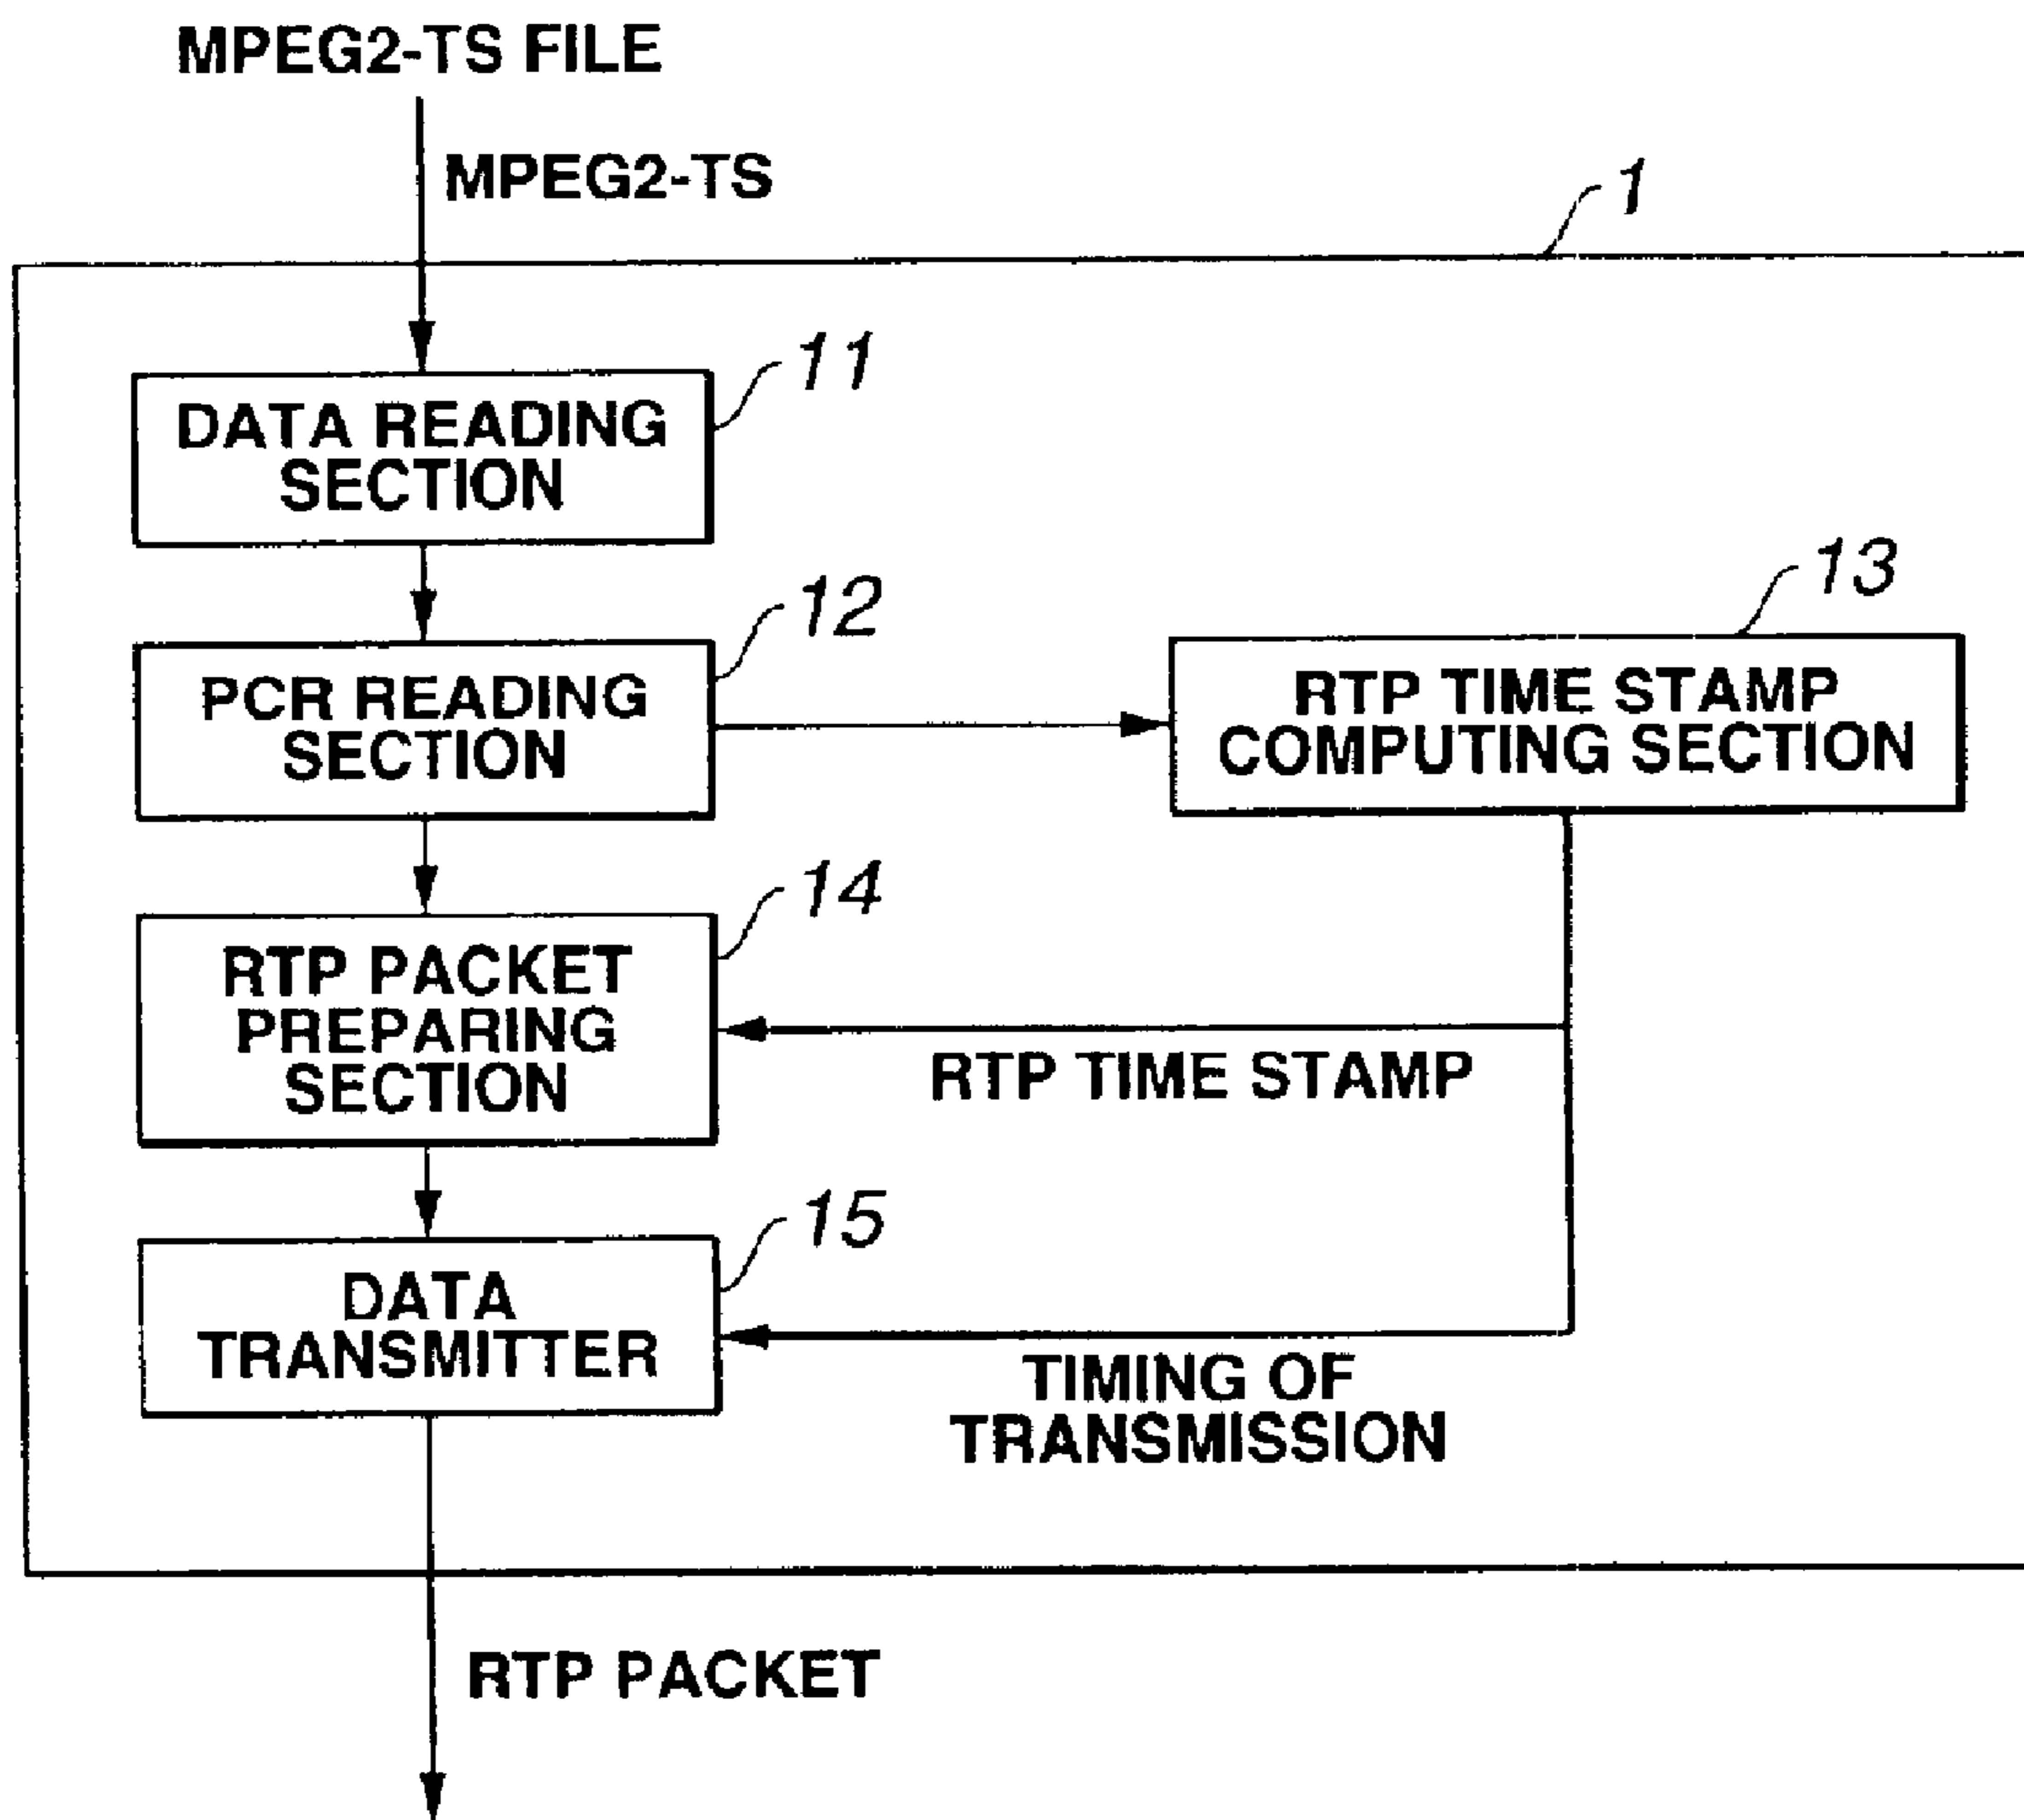 MPEG2-TS FILE
MPEG2-TS
1
11
DATA READING
SECTION
12
13
PCR READING
SECTION
RTP TIME STAMP
COMPUTING SECTION
14
RTP PACKET
PREPARING
SECTION
RTP TIME STAMP
15
DATA
TRANSMITTER
TIMING OF
TRANSMISSION
RTP PACKET